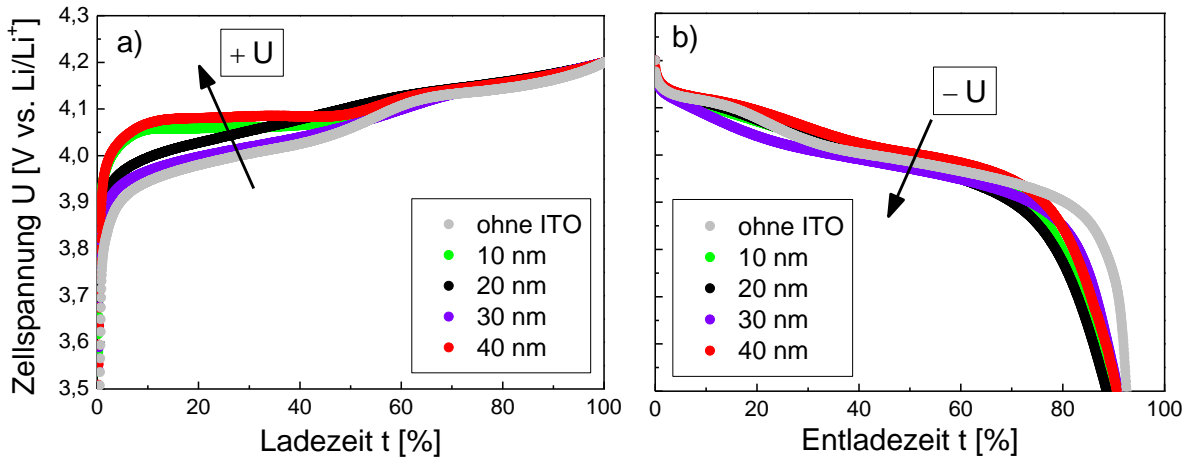 Zellspannung U [V vs. Li/Li⁺]
4,3
4,2
4,1
4,0
3,9
3,8
3,7
3,6
3,5
a)
+ U
ohne ITO
10 nm
20 nm
30 nm
40 nm
0 20 40 60 80 100
Ladezeit t [%]
b)
− U
ohne ITO
10 nm
20 nm
30 nm
40 nm
0 20 40 60 80 100
Entladezeit t [%]